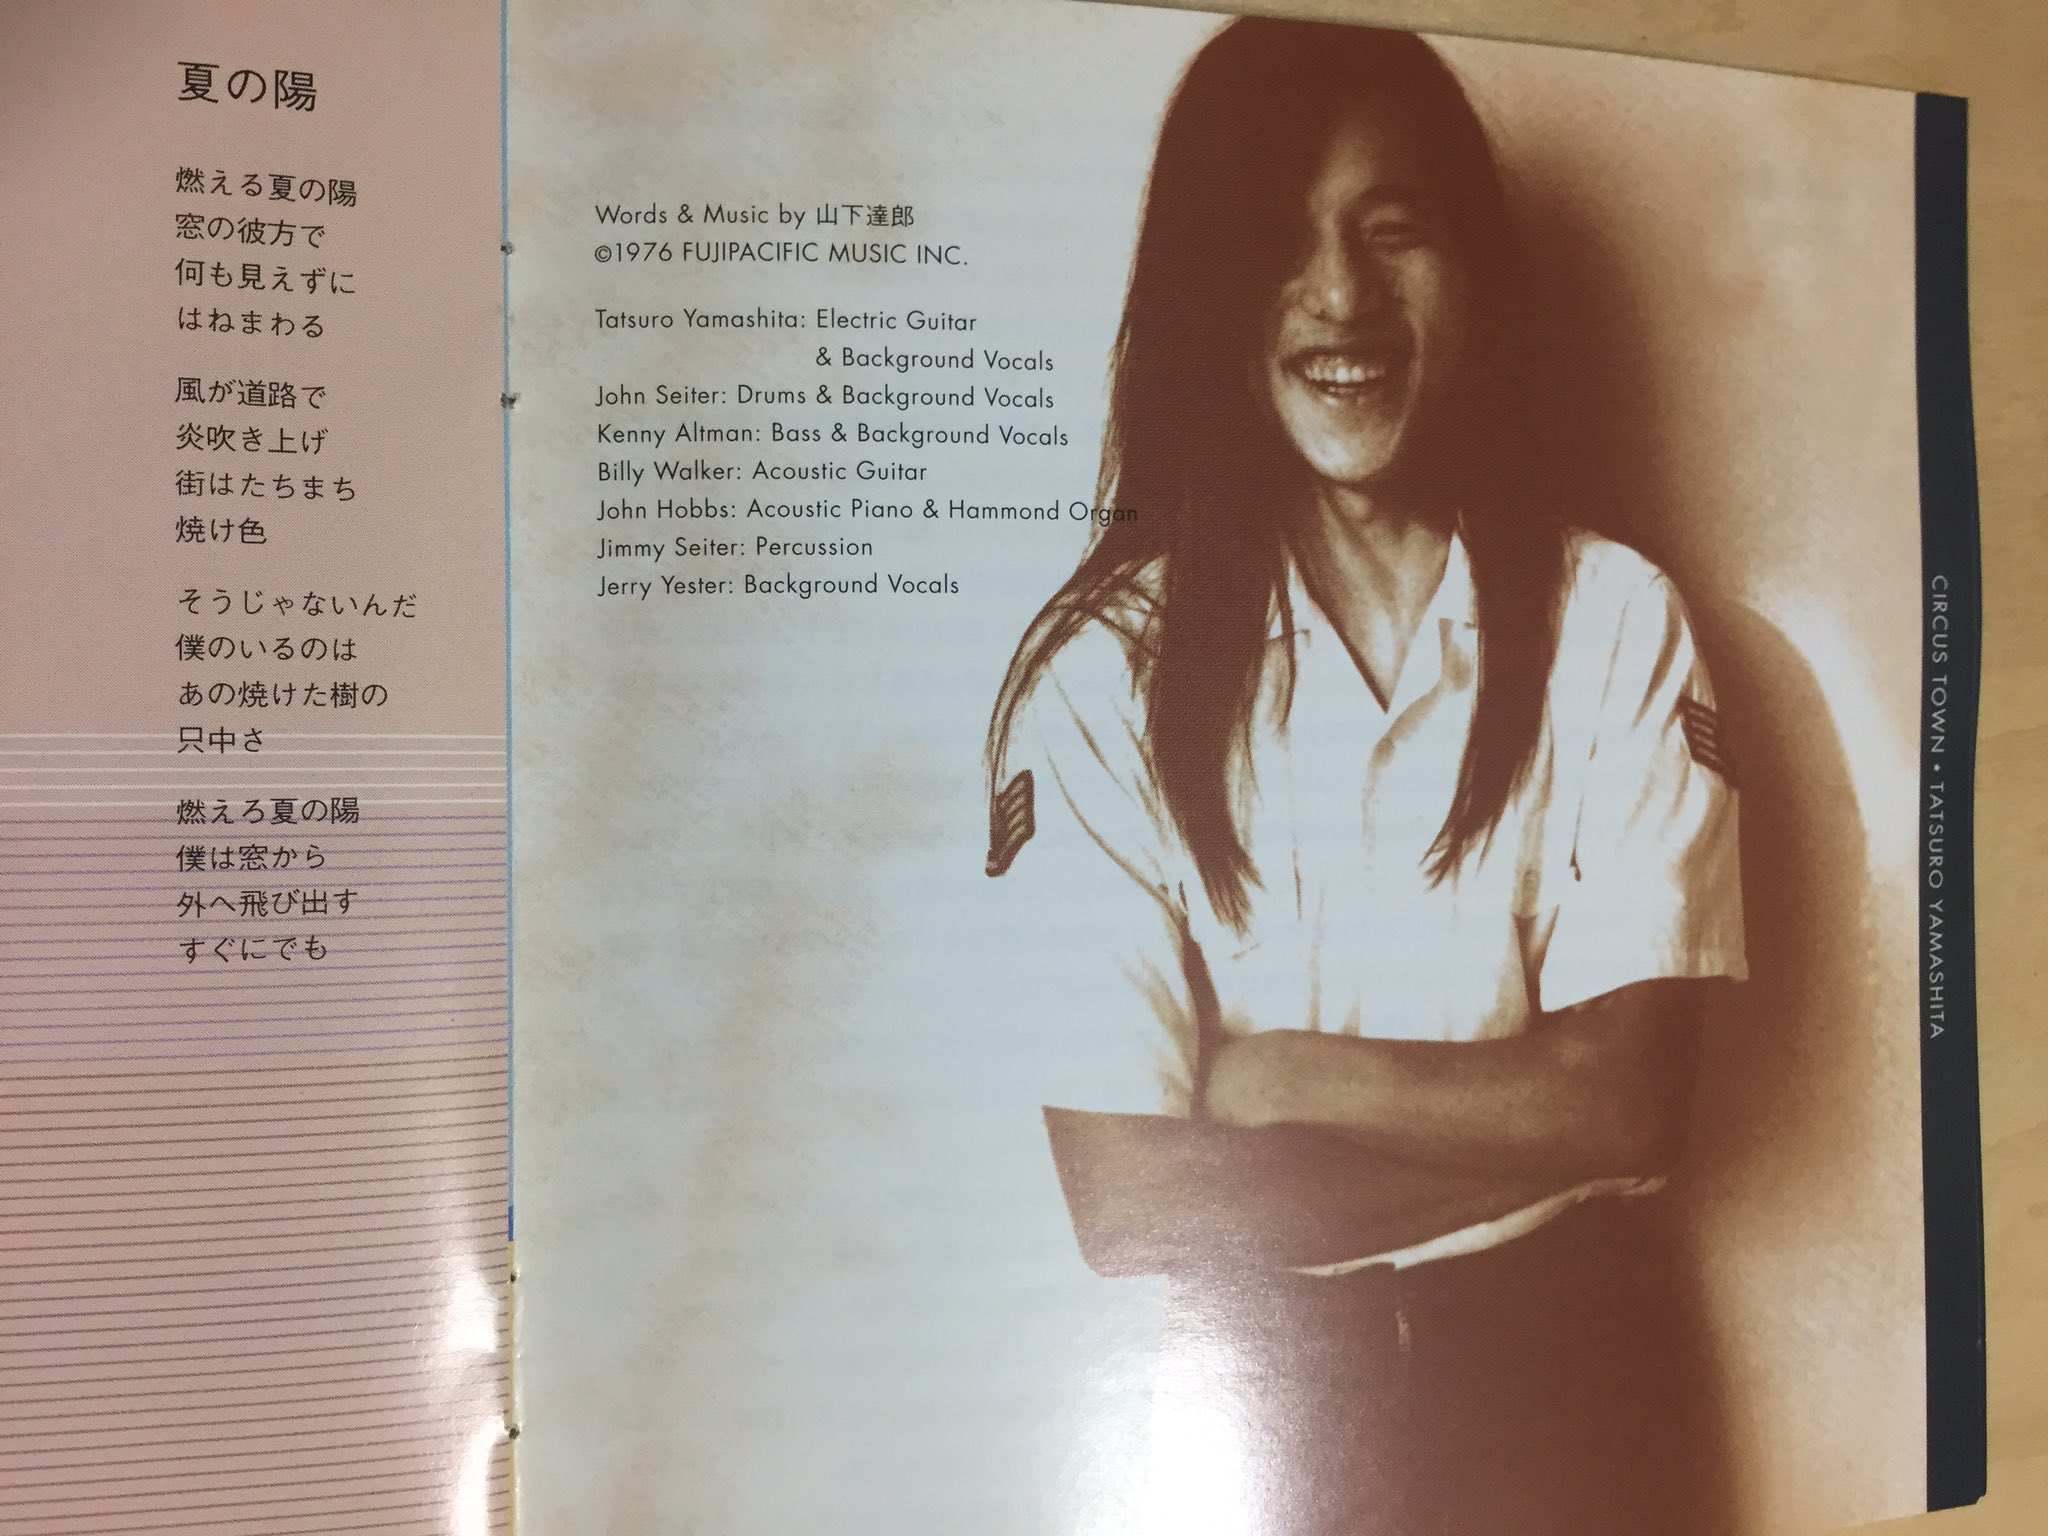 夏の陽
燃える夏の陽
窓の彼方で
何も見えずに
はねまわる
風が道路で
炎吹き上げ
街はたちまち
焼け色
そうじゃないんだ
僕のいるのは
あの焼けた樹の
只中さ
燃えろ夏の陽
僕は窓から
外へ飛び出す
すぐにでも
Words & Music by 山下達郎
©1976 FUJIPACIFIC MUSIC INC.
Tatsuro Yamashita: Electric Guitar
& Background Vocals
John Seiter: Drums & Background Vocals
Kenny Altman: Bass & Background Vocals
Billy Walker: Acoustic Guitar
John Hobbs: Acoustic Piano & Hammond Organ
Jimmy Seiter: Percussion
Jerry Yester: Background Vocals
CIRCUS TOWN • TATSURO YAMASHITA